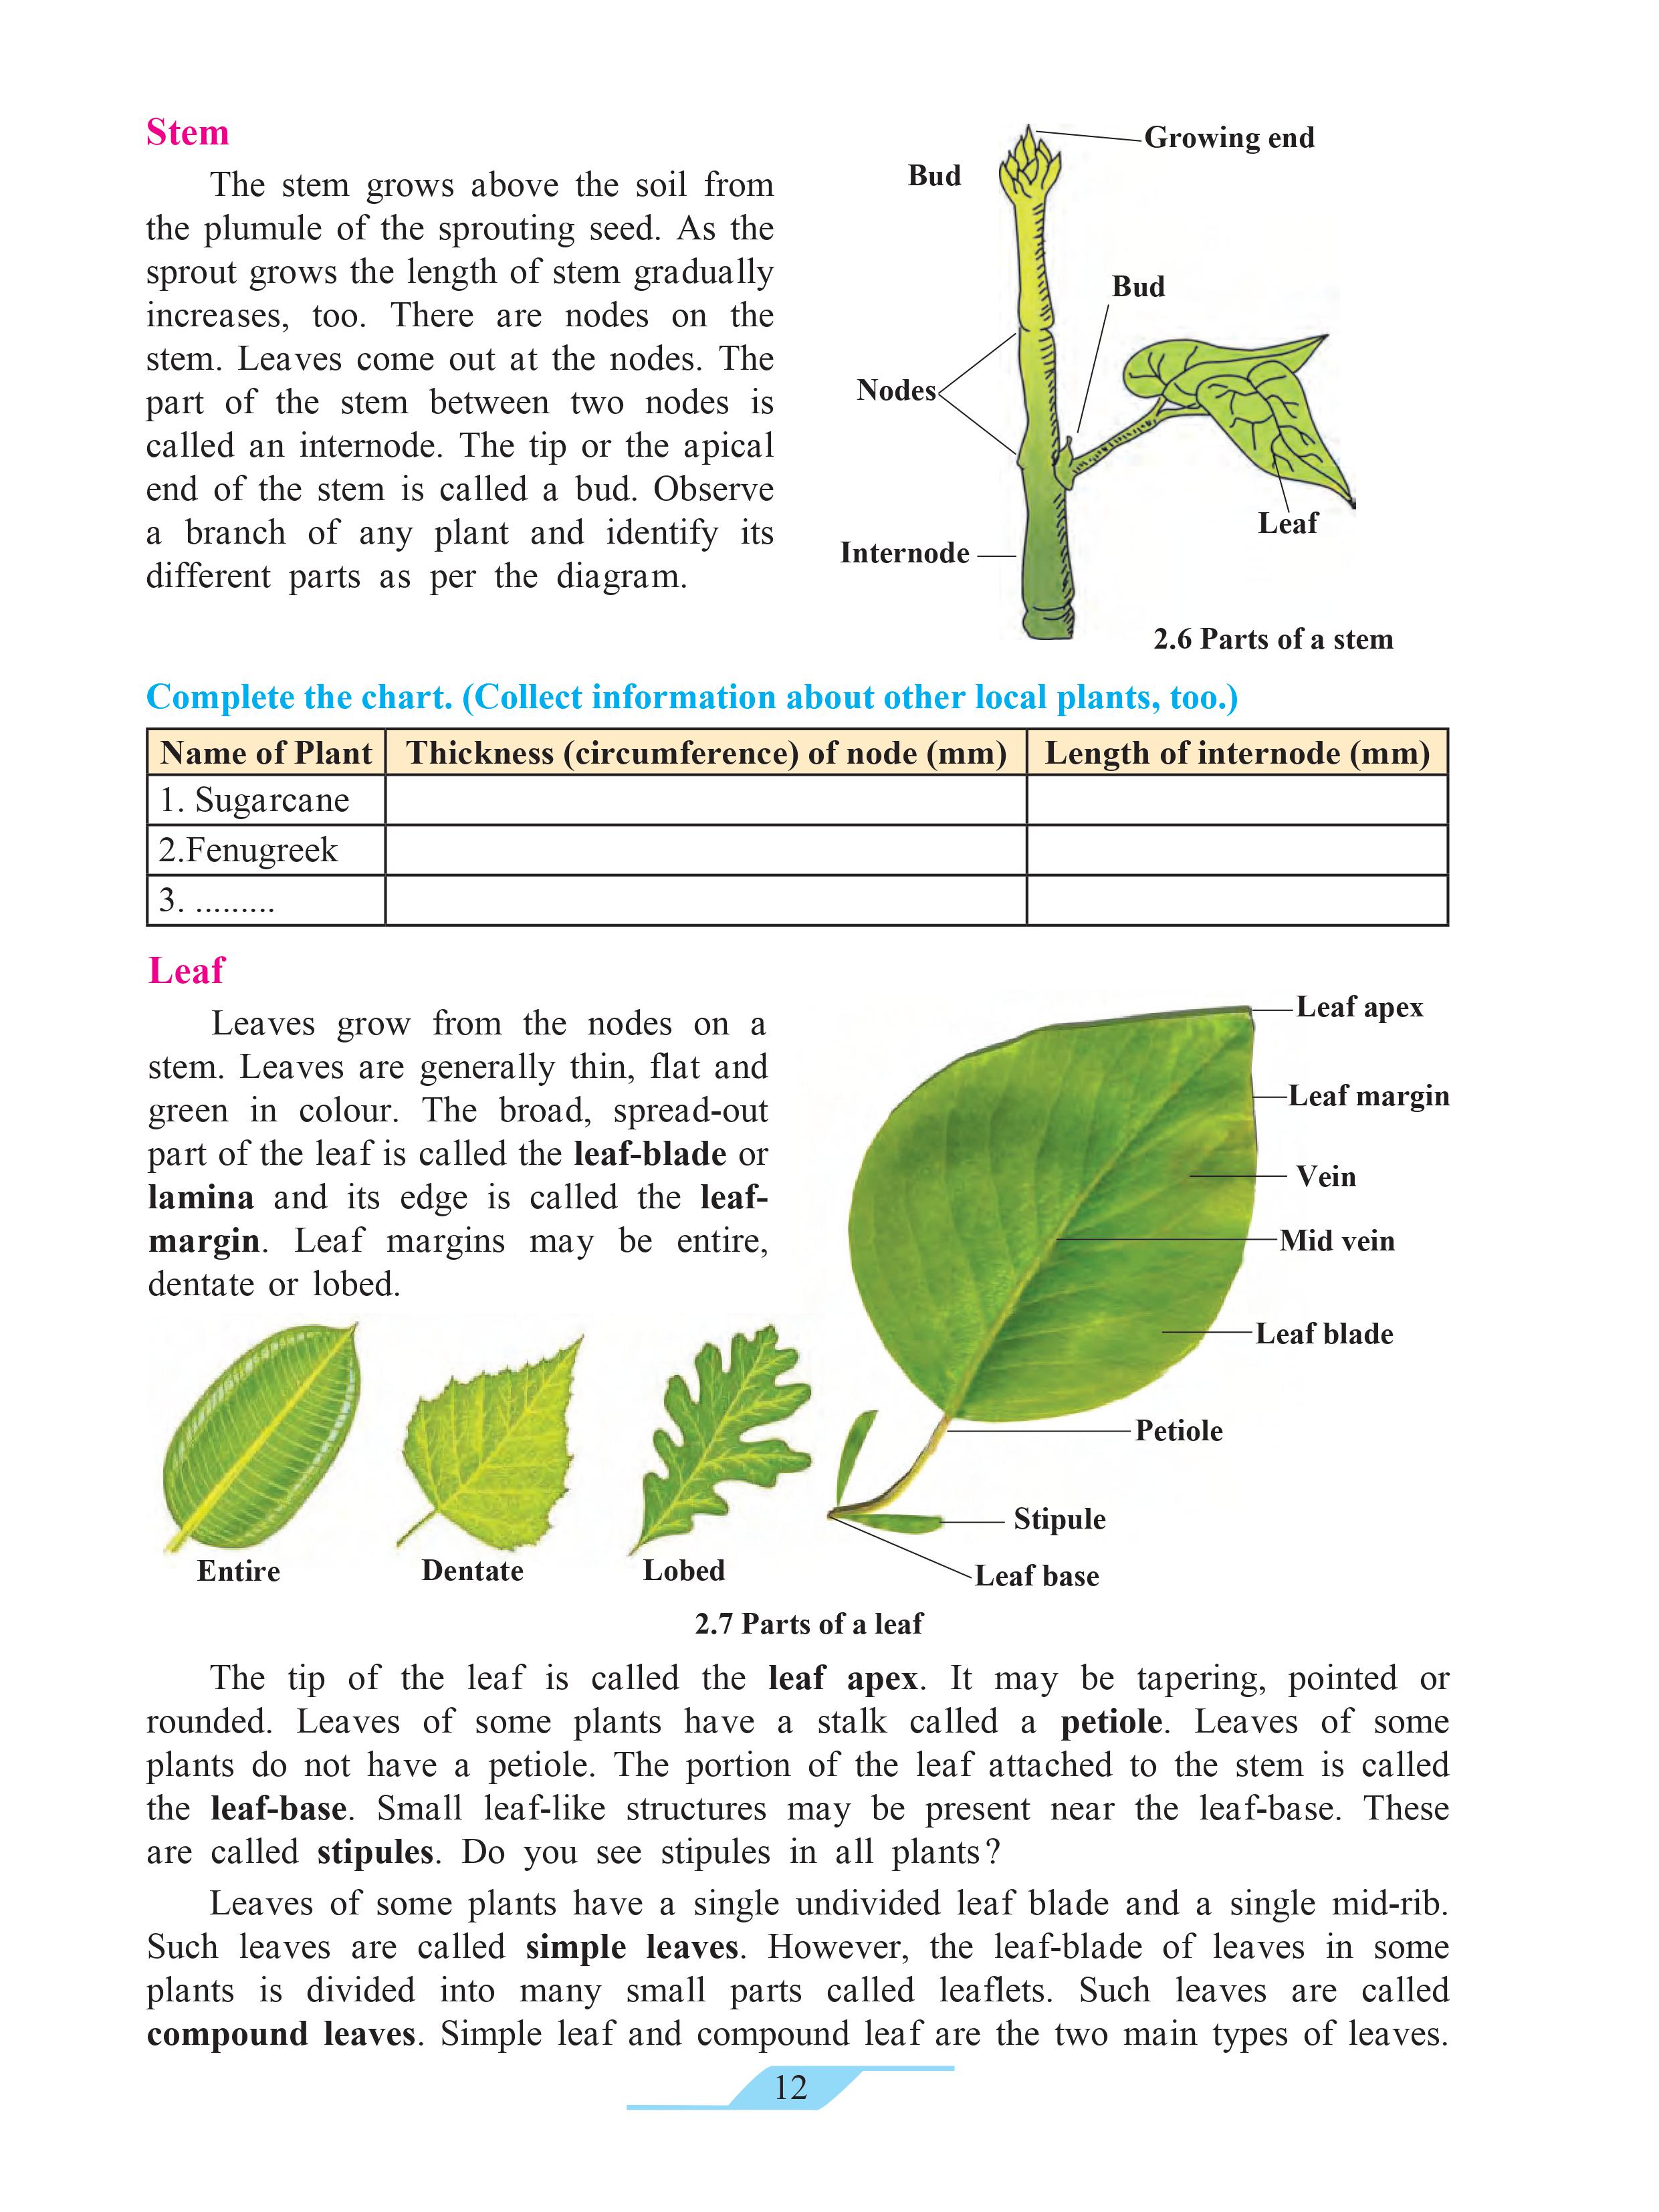 Stem
The stem grows above the soil from
the plumule of the sprouting seed. As the
sprout grows the length of stem gradually
increases, too. There are nodes on the
stem. Leaves come out at the nodes. The
part of the stem between two nodes is
called an internode. The tip or the apical
end of the stem is called a bud. Observe
a branch of any plant and identify its
different parts as per the diagram.
Growing end
Bud
Bud
Nodes
Leaf
Internode
2.6 Parts of a stem
Complete the chart. (Collect information about other local plants, too.)
Name of Plant Thickness (circumference) of node (mm) Length of internode (mm)
1. Sugarcane
2.Fenugreek
3. .........
Leaf
Leaves grow from the nodes on a
stem. Leaves are generally thin, flat and
green in colour. The broad, spread-out
part of the leaf is called the leaf-blade or
lamina and its edge is called the leaf-
margin. Leaf margins may be entire,
dentate or lobed.
Leaf apex
Leaf margin
Vein
Mid vein
Leaf blade
Petiole
Stipule
Leaf base
Entire
Dentate
Lobed
2.7 Parts of a leaf
The tip of the leaf is called the leaf apex. It may be tapering, pointed or
rounded. Leaves of some plants have a stalk called a petiole. Leaves of some
plants do not have a petiole. The portion of the leaf attached to the stem is called
the leaf-base. Small leaf-like structures may be present near the leaf-base. These
are called stipules. Do you see stipules in all plants?
Leaves of some plants have a single undivided leaf blade and a single mid-rib.
Such leaves are called simple leaves. However, the leaf-blade of leaves in some
plants is divided into many small parts called leaflets. Such leaves are called
compound leaves. Simple leaf and compound leaf are the two main types of leaves.
12